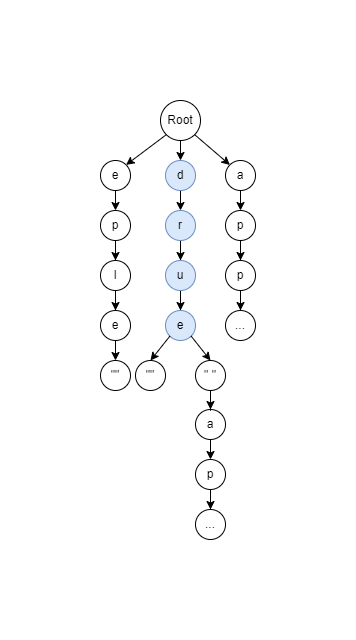 Root
e d a
p r p
l u p
e e ...
"" "" " "
a
p
...